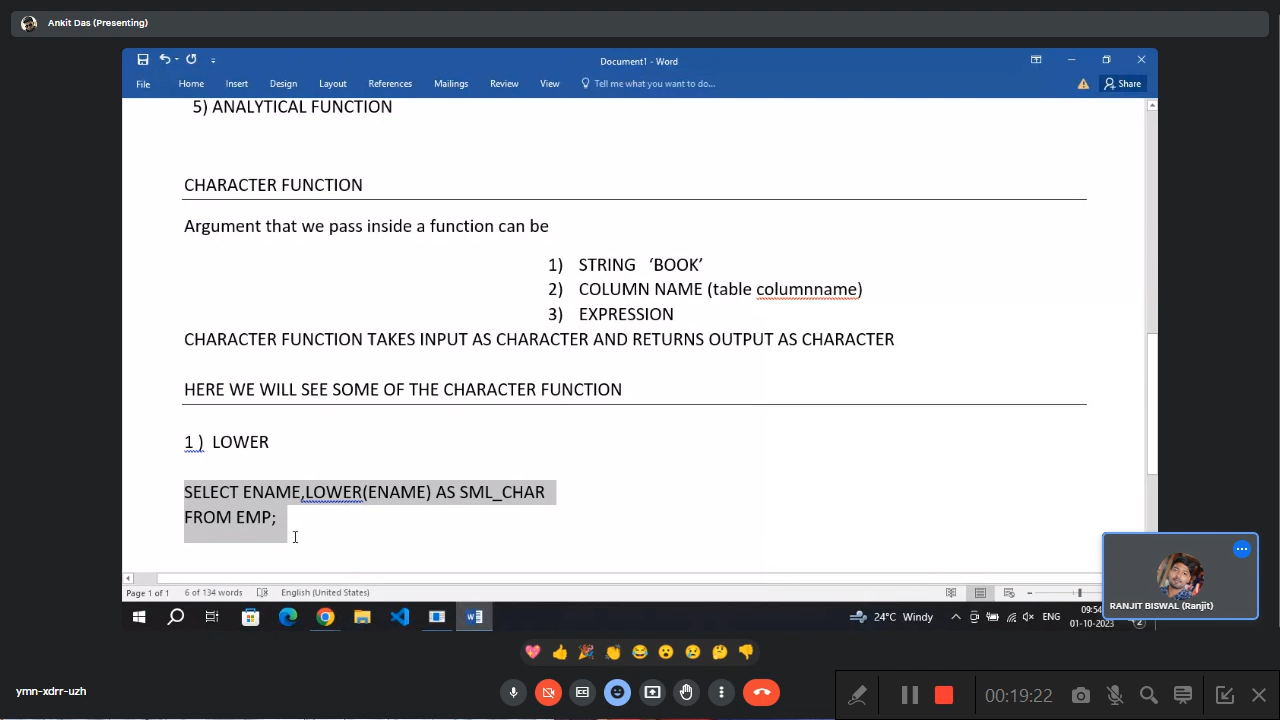 Ankit Das (Presenting)
Document1 - Word
File Home Insert Design Layout References Mailings Review View Tell me what you want to do... Share
5) ANALYTICAL FUNCTION
CHARACTER FUNCTION
Argument that we pass inside a function can be
1) STRING ‘BOOK’
2) COLUMN NAME (table columnname)
3) EXPRESSION
CHARACTER FUNCTION TAKES INPUT AS CHARACTER AND RETURNS OUTPUT AS CHARACTER
HERE WE WILL SEE SOME OF THE CHARACTER FUNCTION
1 ) LOWER
SELECT ENAME,LOWER(ENAME) AS SML_CHAR
FROM EMP;
Page 1 of 1 6 of 134 words English (United States)
RANJIT BISWAL (Ranjit)
24°C Windy ENG 09:54
01-10-2023
ymn-xdrr-uzh
00:19:22